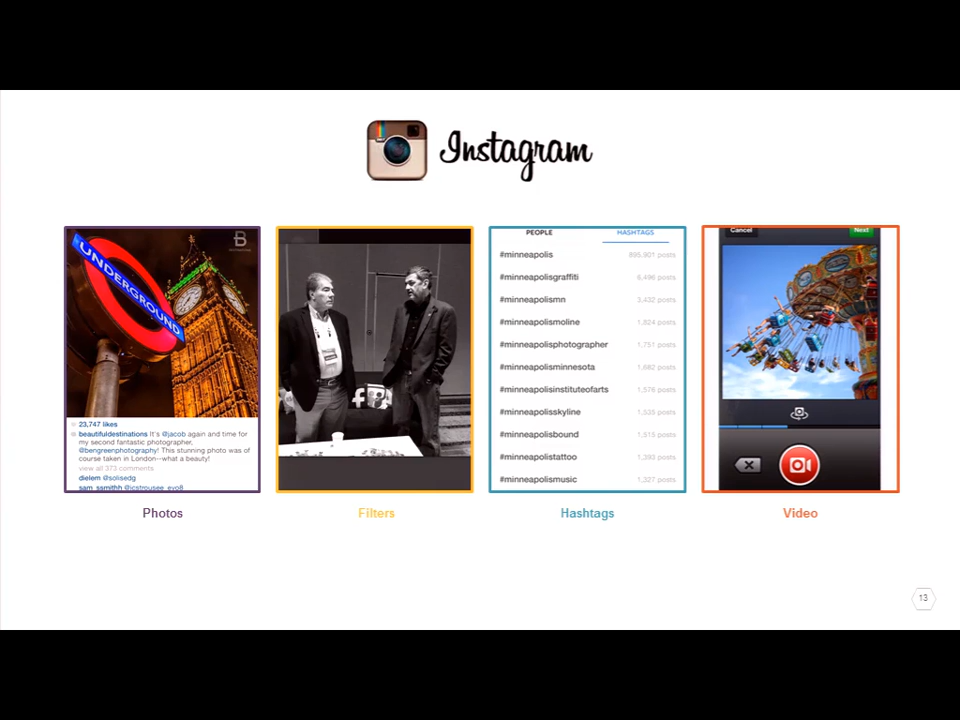 Instagram
UNDERGROUND
B
23,747 likes
beautifuldestinations It's @jacob again and time for
my second fantastic photographer,
@bengreenphotography! This stunning photo was of
course taken in London--what a beauty!
view all 373 comments
dielem @solisedg
sam_ssmithh @icstrousee_evo8
Photos
f
Filters
PEOPLE HASHTAGS
#minneapolis 895,901 posts
#minneapolisgraffiti 6,496 posts
#minneapolismn 3,432 posts
#minneapolismoline 1,824 posts
#minneapolisphotographer 1,751 posts
#minneapolisminnesota 1,682 posts
#minneapolisinstituteofarts 1,576 posts
#minneapolisskyline 1,535 posts
#minneapolisbound 1,515 posts
#minneapolistattoo 1,393 posts
#minneapolismusic 1,327 posts
Hashtags
Cancel Next
Video
13